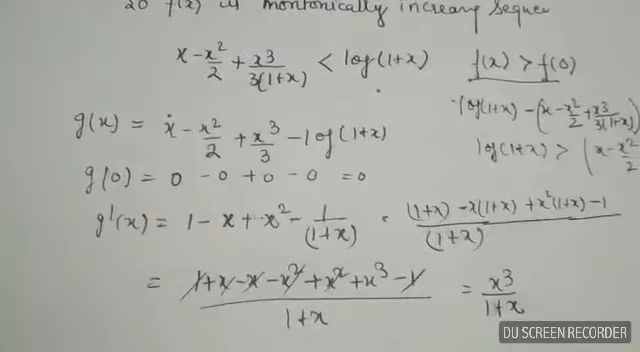 20 f(x) is montonically increasing sequen
x - x²/2 + x³/3(1+x) < log(1+x)
f(x) > f(0)
log(1+x) - (x - x²/2 + x³/3(1+x))
log(1+x) > (x - x²/2
g(x) = x - x²/2 + x³/3 - log(1+x)
g(0) = 0 - 0 + 0 - 0 = 0
g'(x) = 1 - x + x² - 1/(1+x) = (1+x) - x(1+x) + x²(1+x) - 1/(1+x)
= 1+x - x - x² + x² + x³ - 1/1+x = x³/1+x
DU SCREEN RECORDER